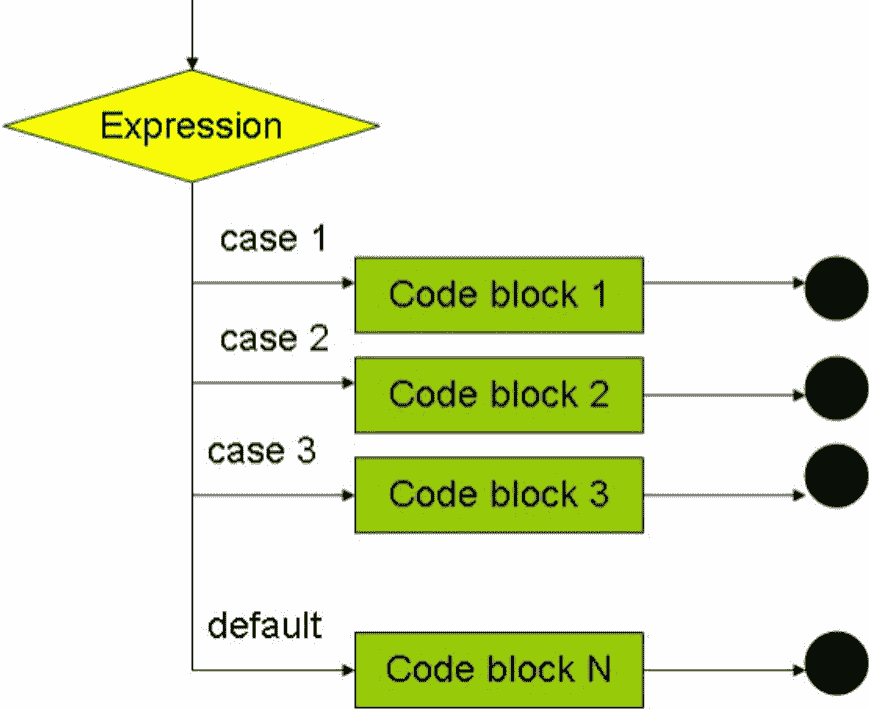 Expression
case 1
Code block 1
case 2
Code block 2
case 3
Code block 3
default
Code block N